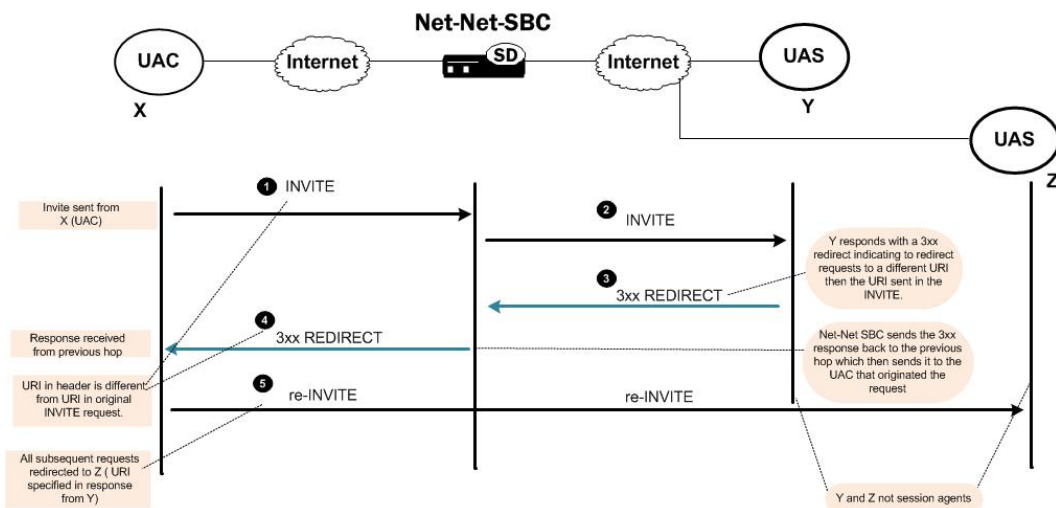 Net-Net-SBC
UAC
Internet
SD
Internet
UAS
X
Y
UAS
Z
1 INVITE
Invite sent from
X (UAC)
2 INVITE
Y responds with a 3xx
redirect indicating to redirect
requests to a different URI
then the URI sent in the
INVITE.
3
3xx REDIRECT
4
3xx REDIRECT
Response received
from previous hop
Net-Net SBC sends the 3xx
response back to the previous
hop which then sends it to the
UAC that originated the
request
URI in header is different
from URI in original
INVITE request.
5
re-INVITE
re-INVITE
All subsequent requests
redirected to Z ( URI
specified in response
from Y)
Y and Z not session agents